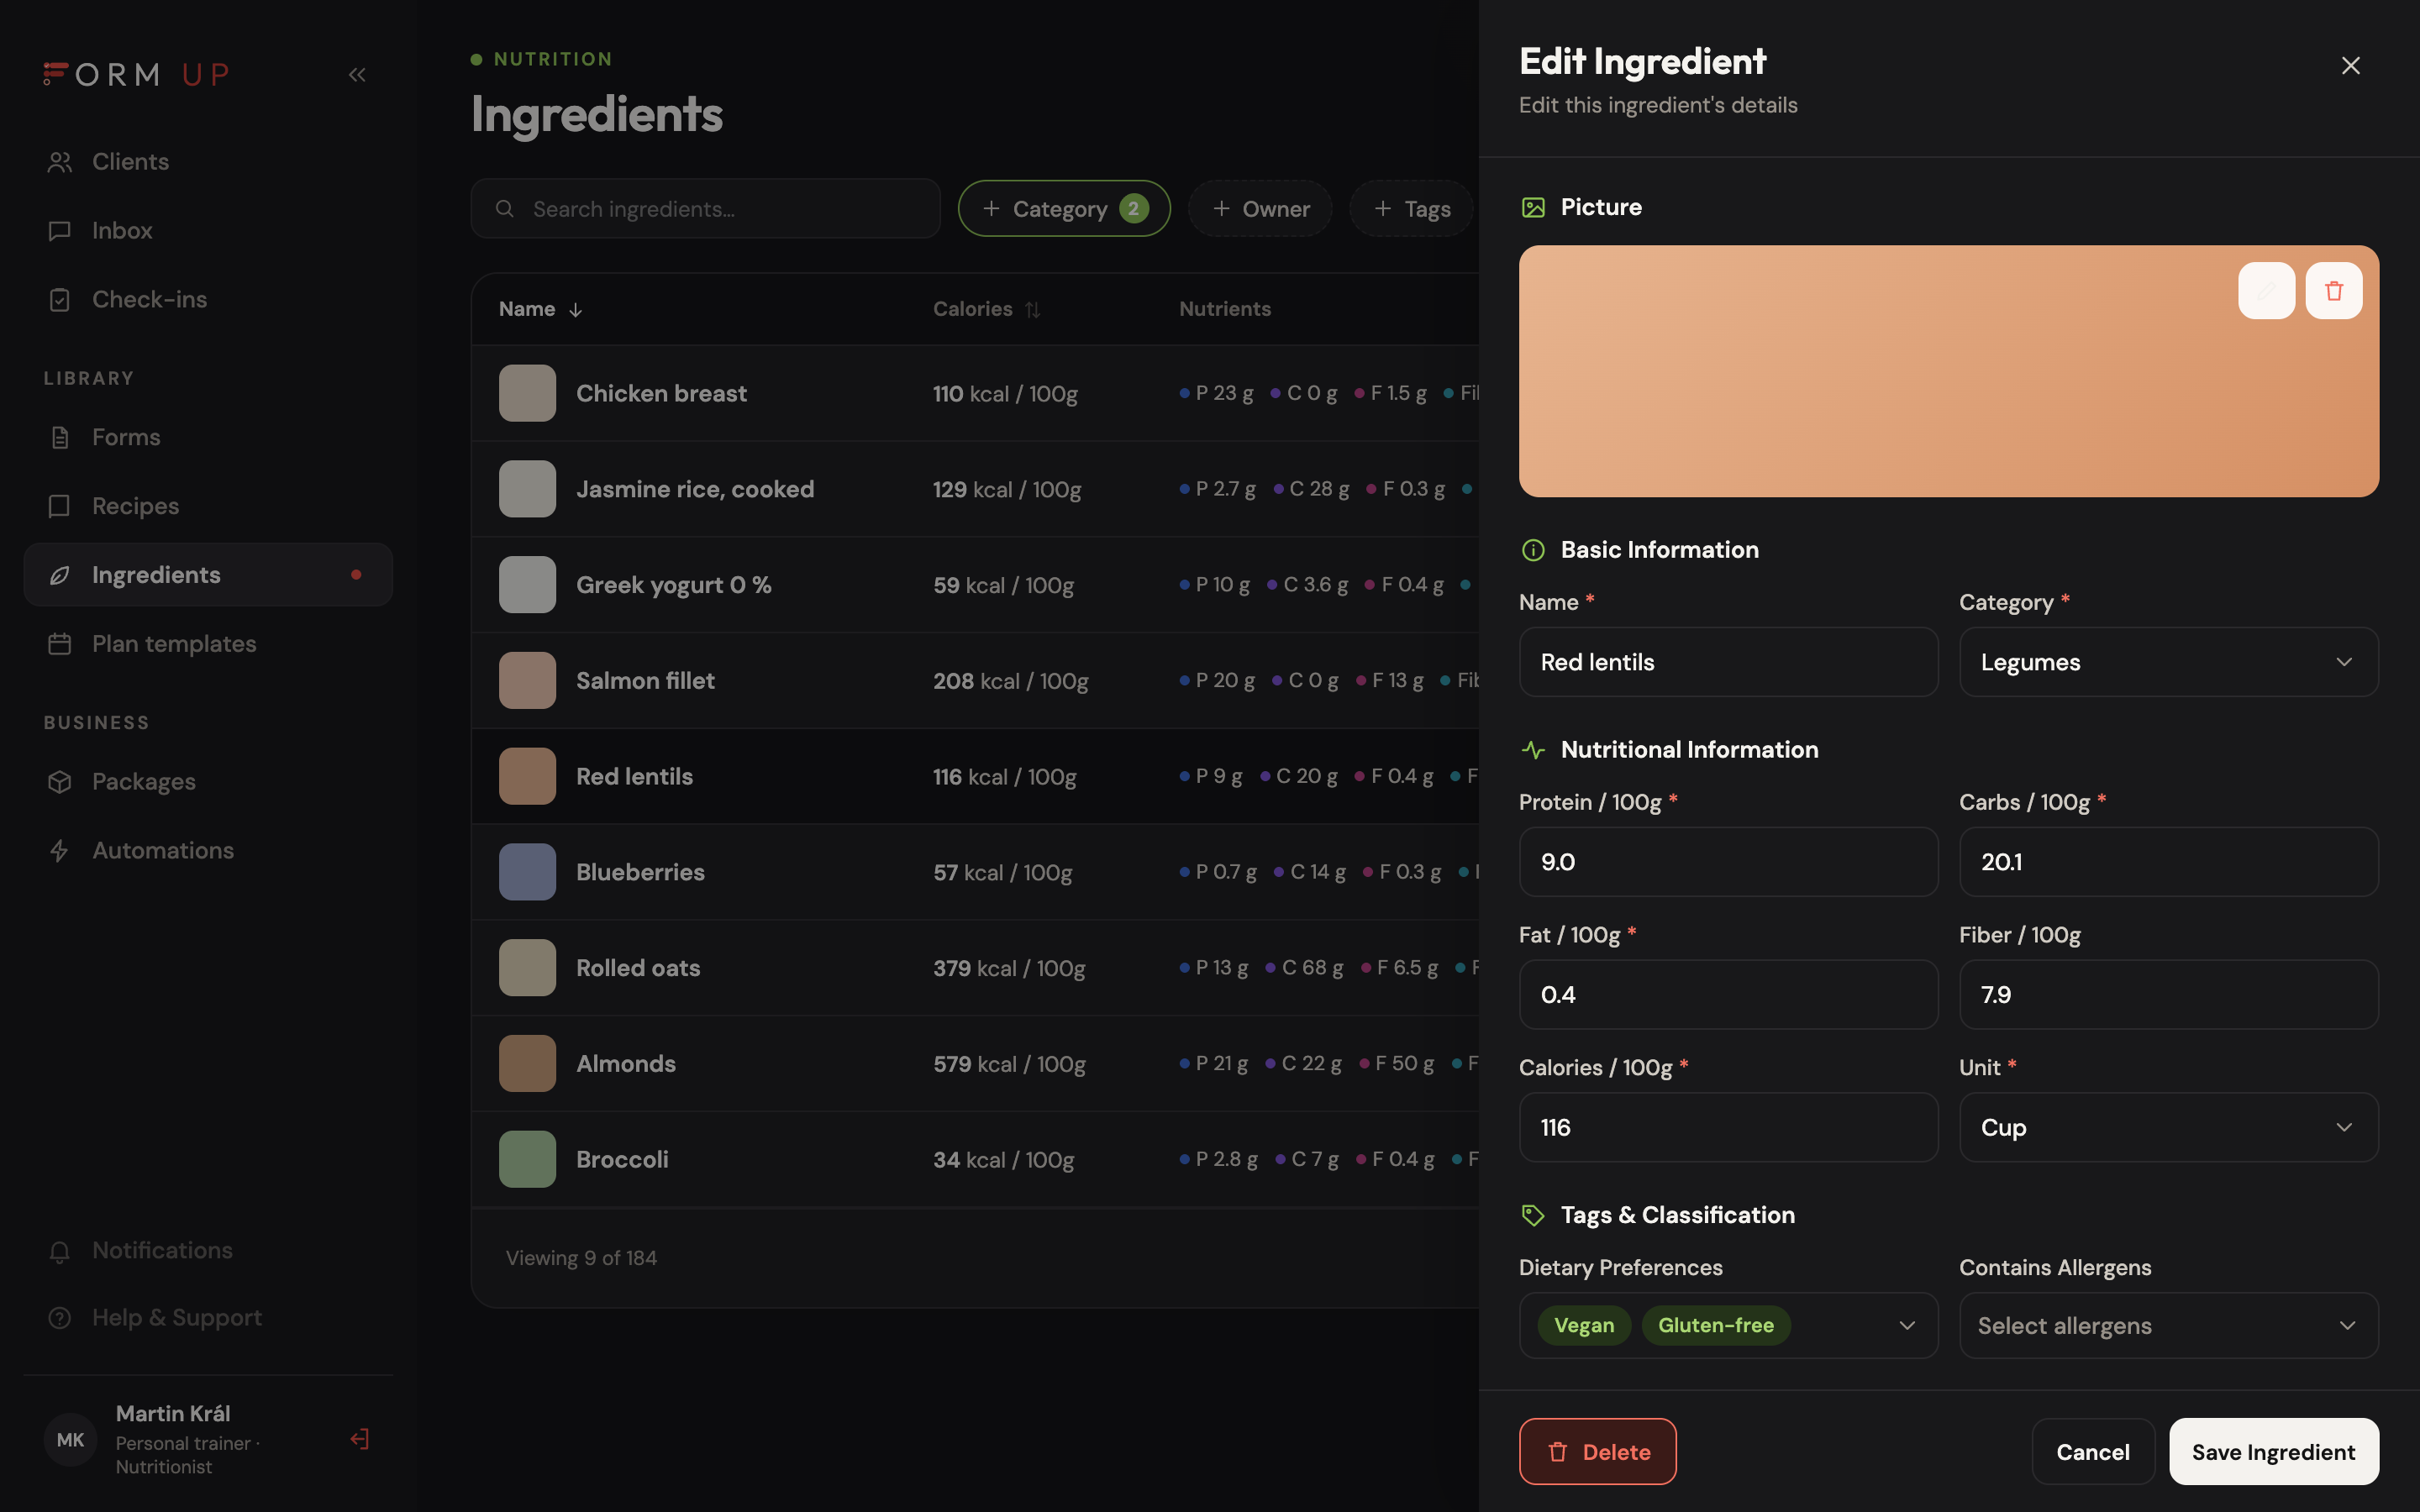 FORM UP
Clients
Inbox
Check-ins
LIBRARY
Forms
Recipes
Ingredients
Plan templates
BUSINESS
Packages
Automations
Notifications
Help & Support
MK
Martin Král
Personal trainer ·
Nutritionist
NUTRITION
Ingredients
Search ingredients...
Category 2
Owner
Tags
Name
Calories
Nutrients
Chicken breast 110 kcal / 100g P 23 g C 0 g F 1.5 g
Jasmine rice, cooked 129 kcal / 100g P 2.7 g C 28 g F 0.3 g
Greek yogurt 0 % 59 kcal / 100g P 10 g C 3.6 g F 0.4 g
Salmon fillet 208 kcal / 100g P 20 g C 0 g F 13 g
Red lentils 116 kcal / 100g P 9 g C 20 g F 0.4 g
Blueberries 57 kcal / 100g P 0.7 g C 14 g F 0.3 g
Rolled oats 379 kcal / 100g P 13 g C 68 g F 6.5 g
Almonds 579 kcal / 100g P 21 g C 22 g F 50 g
Broccoli 34 kcal / 100g P 2.8 g C 7 g F 0.4 g
Viewing 9 of 184
Edit Ingredient
Edit this ingredient's details
Picture
Basic Information
Name *
Category *
Red lentils
Legumes
Nutritional Information
Protein / 100g *
Carbs / 100g *
9.0
20.1
Fat / 100g *
Fiber / 100g
0.4
7.9
Calories / 100g *
Unit *
116
Cup
Tags & Classification
Dietary Preferences
Contains Allergens
Vegan Gluten-free
Select allergens
Delete
Cancel
Save Ingredient